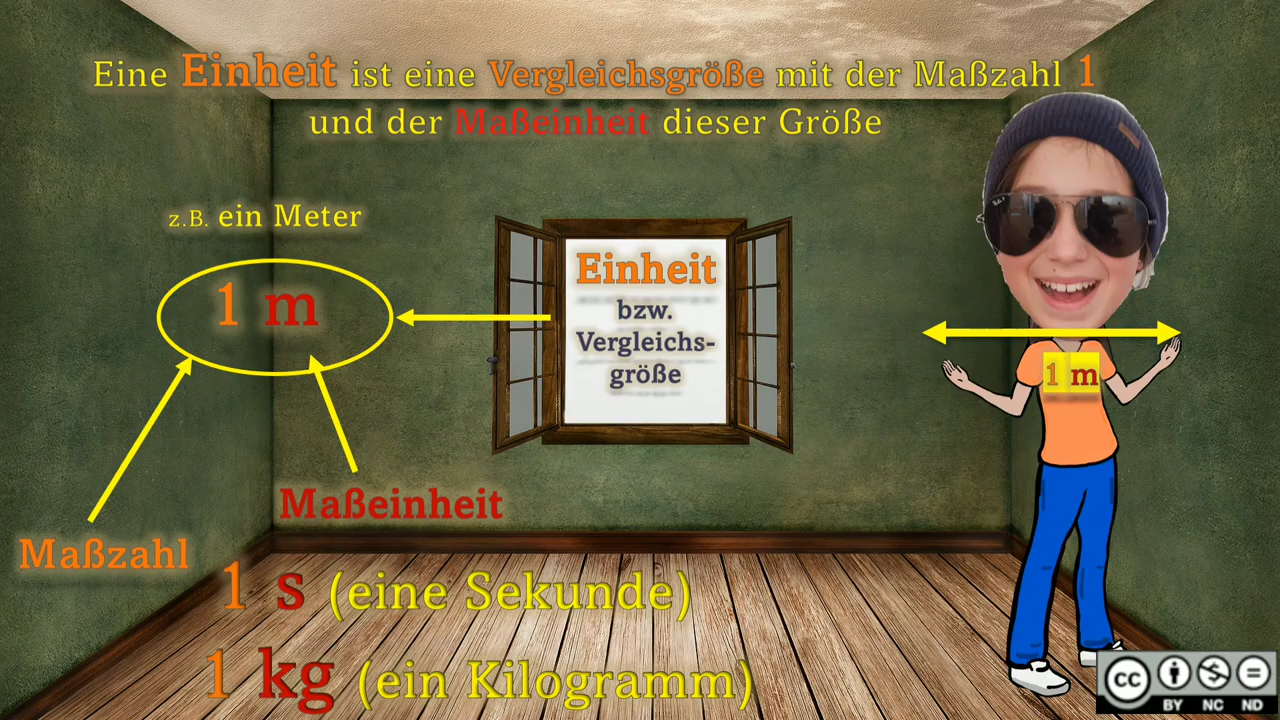 Eine Einheit ist eine Vergleichsgröße mit der Maßzahl 1
und der Maßeinheit dieser Größe
z.B. ein Meter
1 m
Einheit
bzw.
Vergleichs-
größe
1 m
Maßeinheit
Maßzahl
1 s (eine Sekunde)
1 kg (ein Kilogramm)
CC
BY NC ND